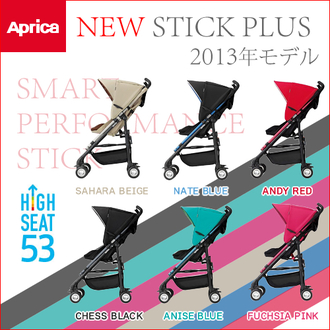 Aprica
NEW STICK PLUS
2013年モデル
SMART
PERFORMANCE
STICK
SAHARA BEIGE
NATE BLUE
ANDY RED
HIGH
SEAT
53
CHESS BLACK
ANISE BLUE
FUCHSIA PINK